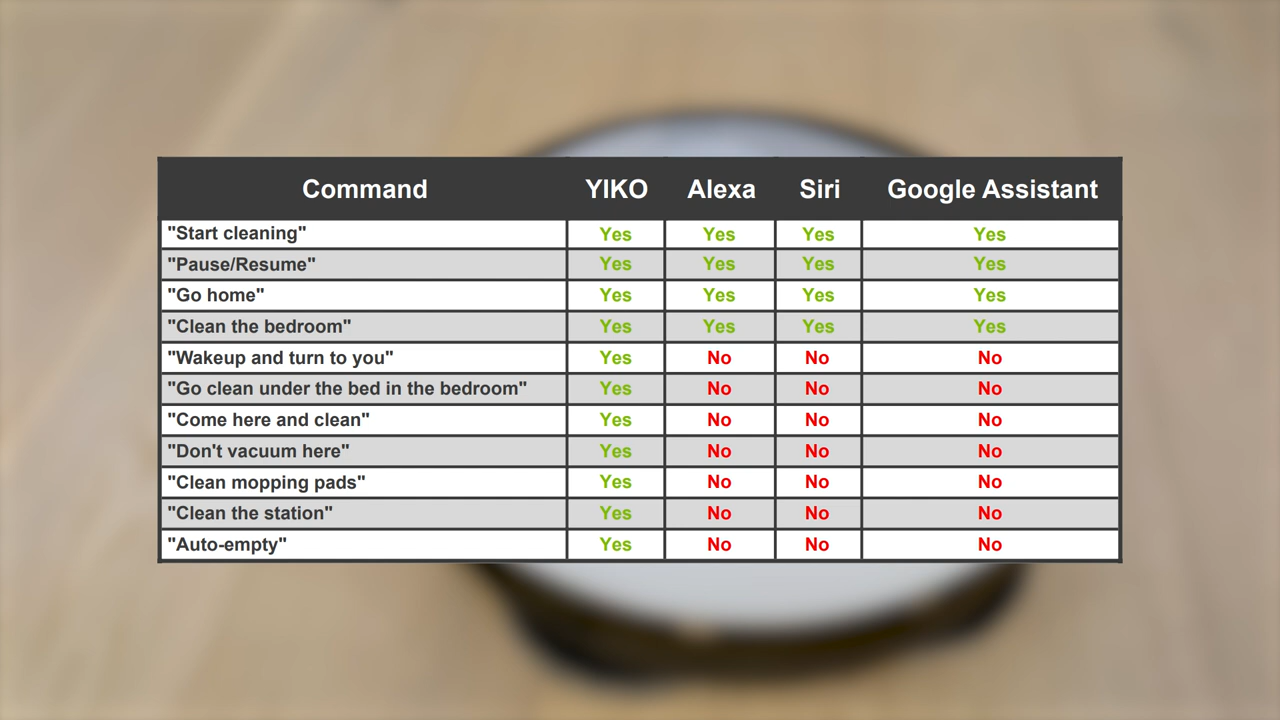 Command YIKO Alexa Siri Google Assistant
"Start cleaning" Yes Yes Yes Yes
"Pause/Resume" Yes Yes Yes Yes
"Go home" Yes Yes Yes Yes
"Clean the bedroom" Yes Yes Yes Yes
"Wakeup and turn to you" Yes No No No
"Go clean under the bed in the bedroom" Yes No No No
"Come here and clean" Yes No No No
"Don't vacuum here" Yes No No No
"Clean mopping pads" Yes No No No
"Clean the station" Yes No No No
"Auto-empty" Yes No No No